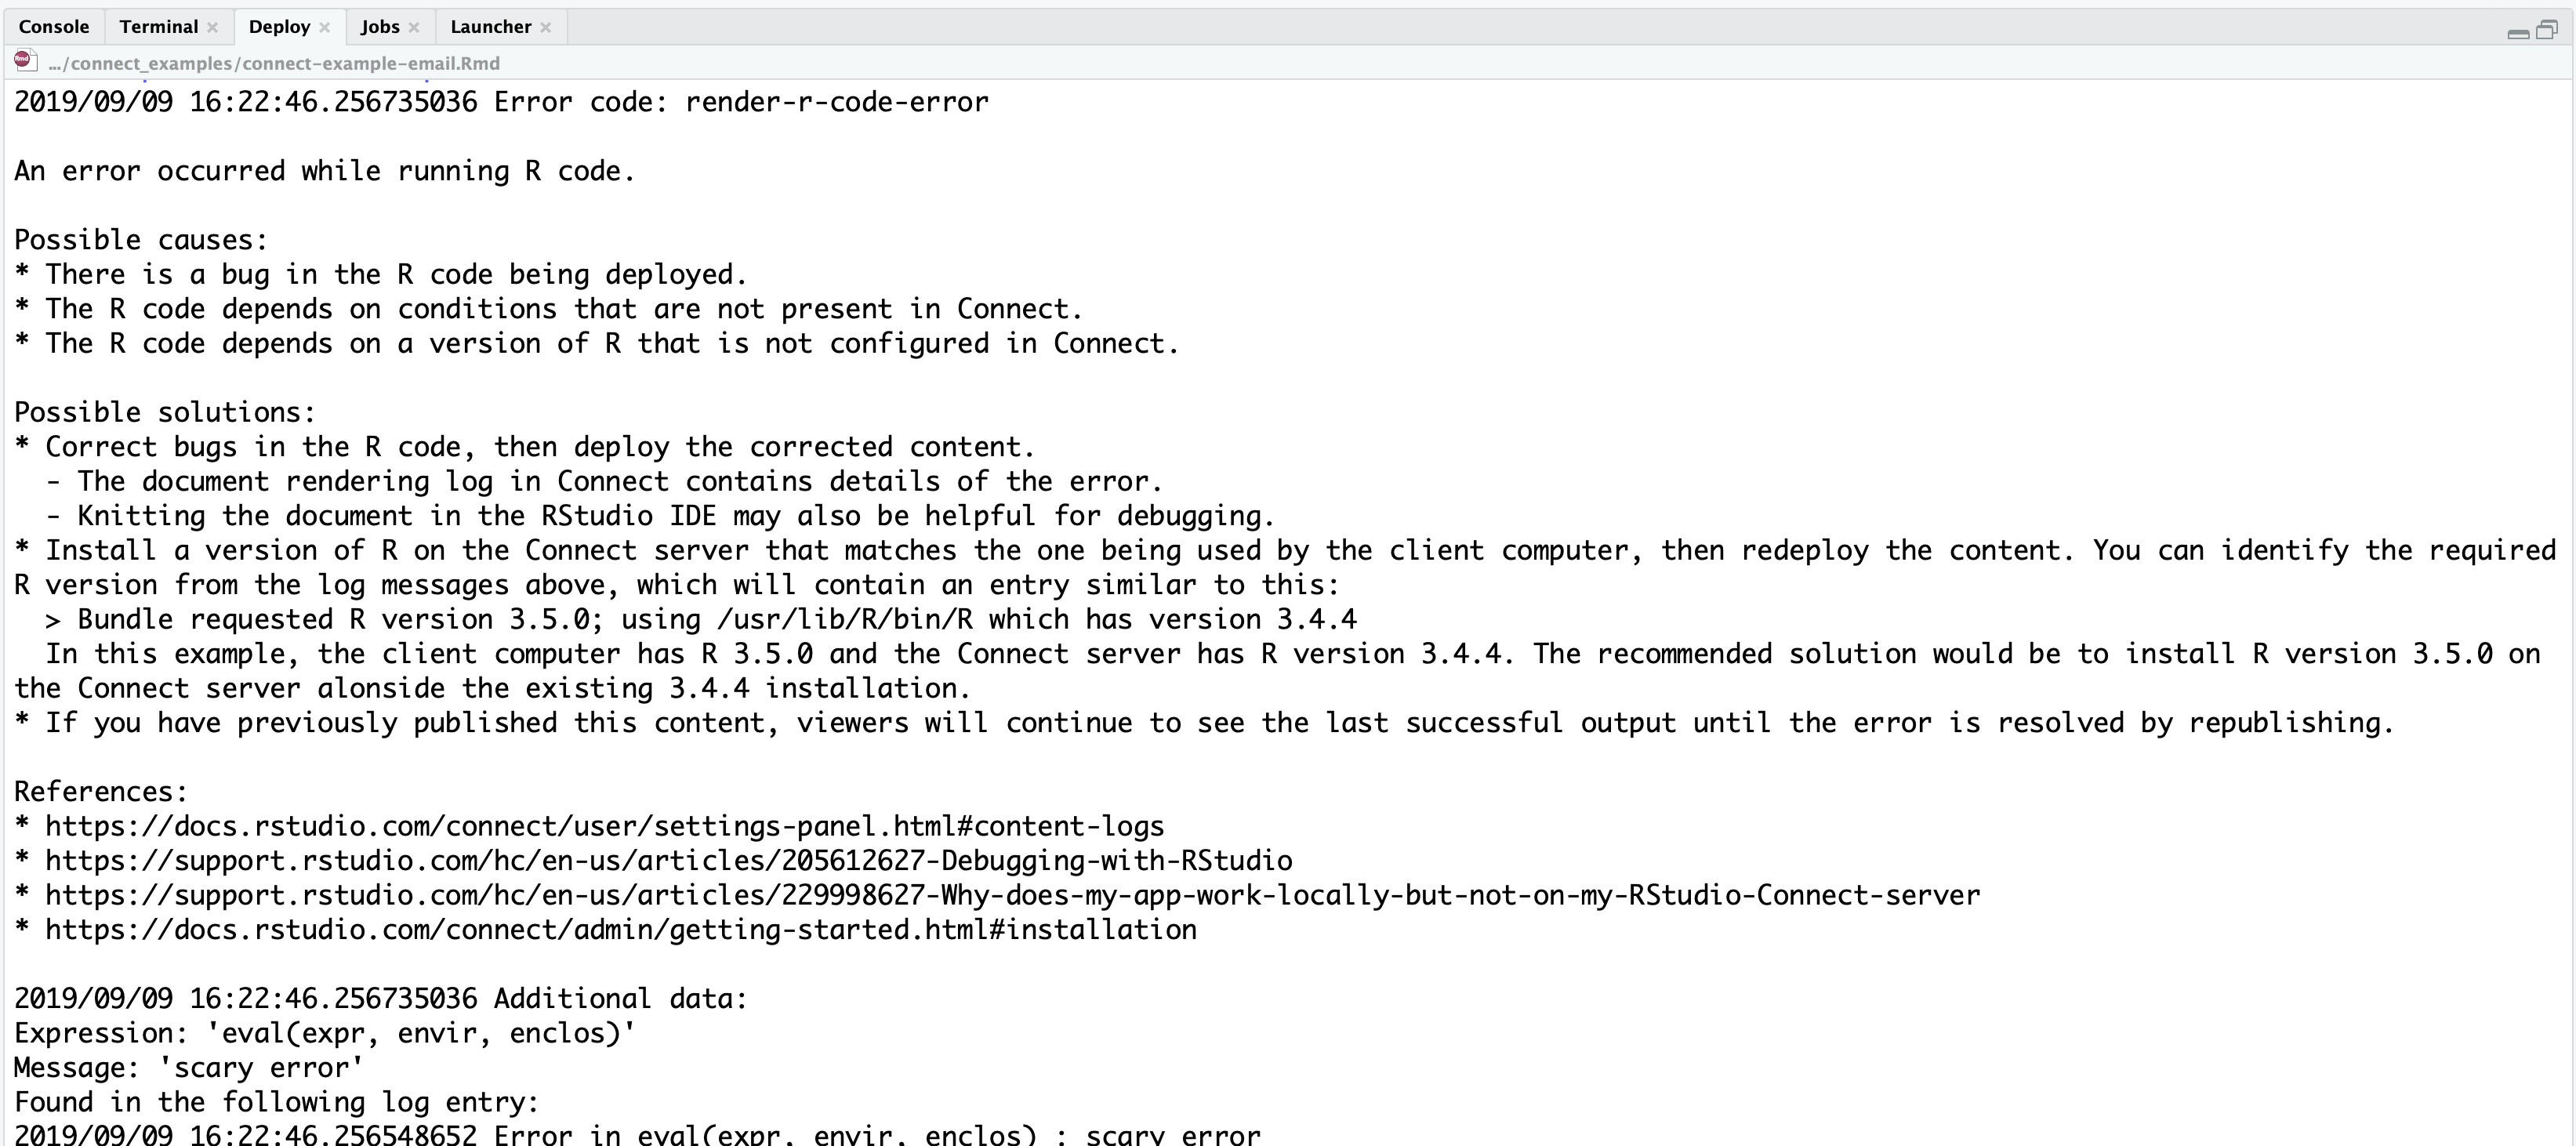 Console Terminal Deploy Jobs Launcher
Rmd .../connect_examples/connect-example-email.Rmd
2019/09/09 16:22:46.256735036 Error code: render-r-code-error
An error occurred while running R code.
Possible causes:
* There is a bug in the R code being deployed.
* The R code depends on conditions that are not present in Connect.
* The R code depends on a version of R that is not configured in Connect.
Possible solutions:
* Correct bugs in the R code, then deploy the corrected content.
- The document rendering log in Connect contains details of the error.
- Knitting the document in the RStudio IDE may also be helpful for debugging.
* Install a version of R on the Connect server that matches the one being used by the client computer, then redeploy the content. You can identify the required
R version from the log messages above, which will contain an entry similar to this:
> Bundle requested R version 3.5.0; using /usr/lib/R/bin/R which has version 3.4.4
In this example, the client computer has R 3.5.0 and the Connect server has R version 3.4.4. The recommended solution would be to install R version 3.5.0 on
the Connect server alonside the existing 3.4.4 installation.
* If you have previously published this content, viewers will continue to see the last successful output until the error is resolved by republishing.
References:
* https://docs.rstudio.com/connect/user/settings-panel.html#content-logs
* https://support.rstudio.com/hc/en-us/articles/205612627-Debugging-with-RStudio
* https://support.rstudio.com/hc/en-us/articles/229998627-Why-does-my-app-work-locally-but-not-on-my-RStudio-Connect-server
* https://docs.rstudio.com/connect/admin/getting-started.html#installation
2019/09/09 16:22:46.256735036 Additional data:
Expression: 'eval(expr, envir, enclos)'
Message: 'scary error'
Found in the following log entry:
2019/09/09 16:22:46.256548652 Error in eval(expr, envir, enclos) : scary error